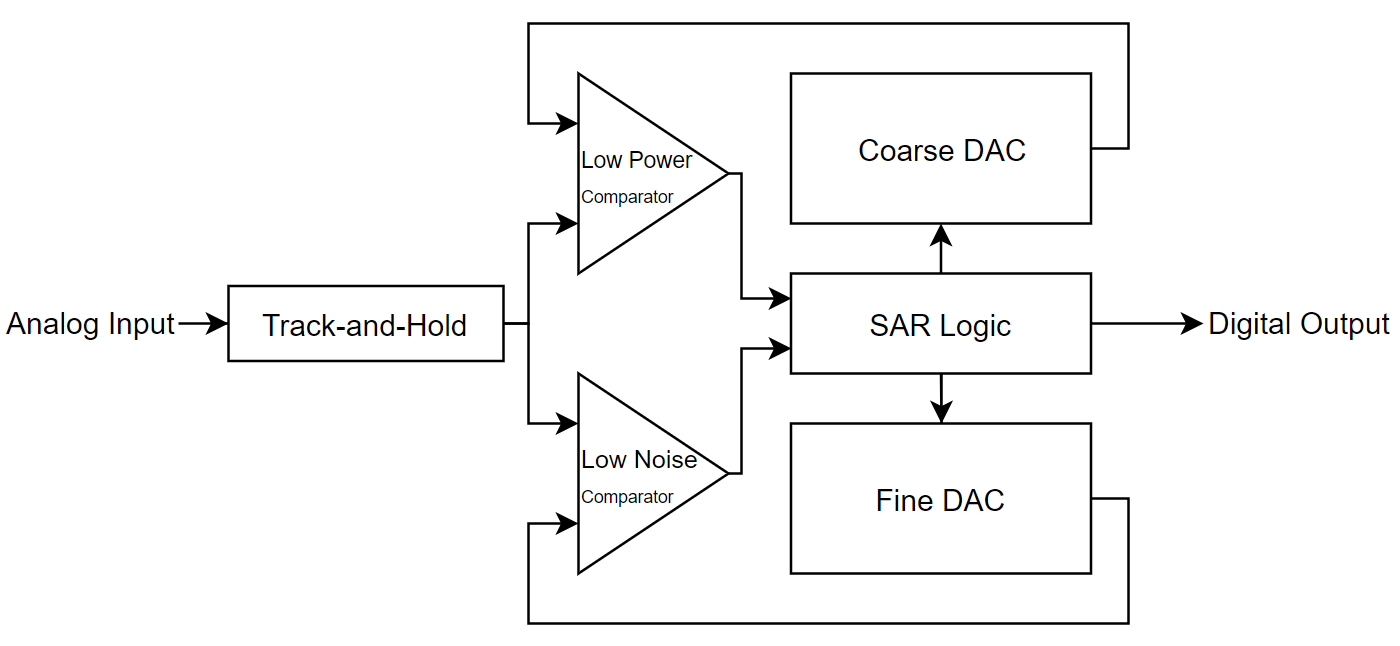 Low Power
Comparator
Coarse DAC
Analog Input
Track-and-Hold
SAR Logic
Digital Output
Low Noise
Comparator
Fine DAC